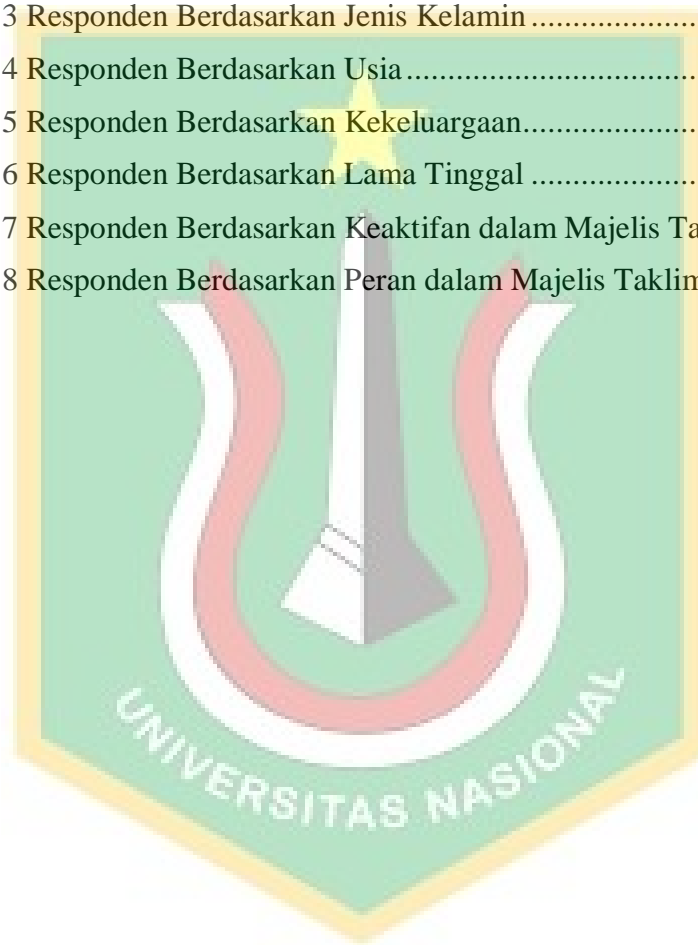 3 Responden Berdasarkan Jenis Kelamin ....................
4 Responden Berdasarkan Usia ....................................
5 Responden Berdasarkan Kekeluargaan.....................
6 Responden Berdasarkan Lama Tinggal ....................
7 Responden Berdasarkan Keaktifan dalam Majelis Ta
8 Responden Berdasarkan Peran dalam Majelis Taklim
UNIVERSITAS NASIONAL